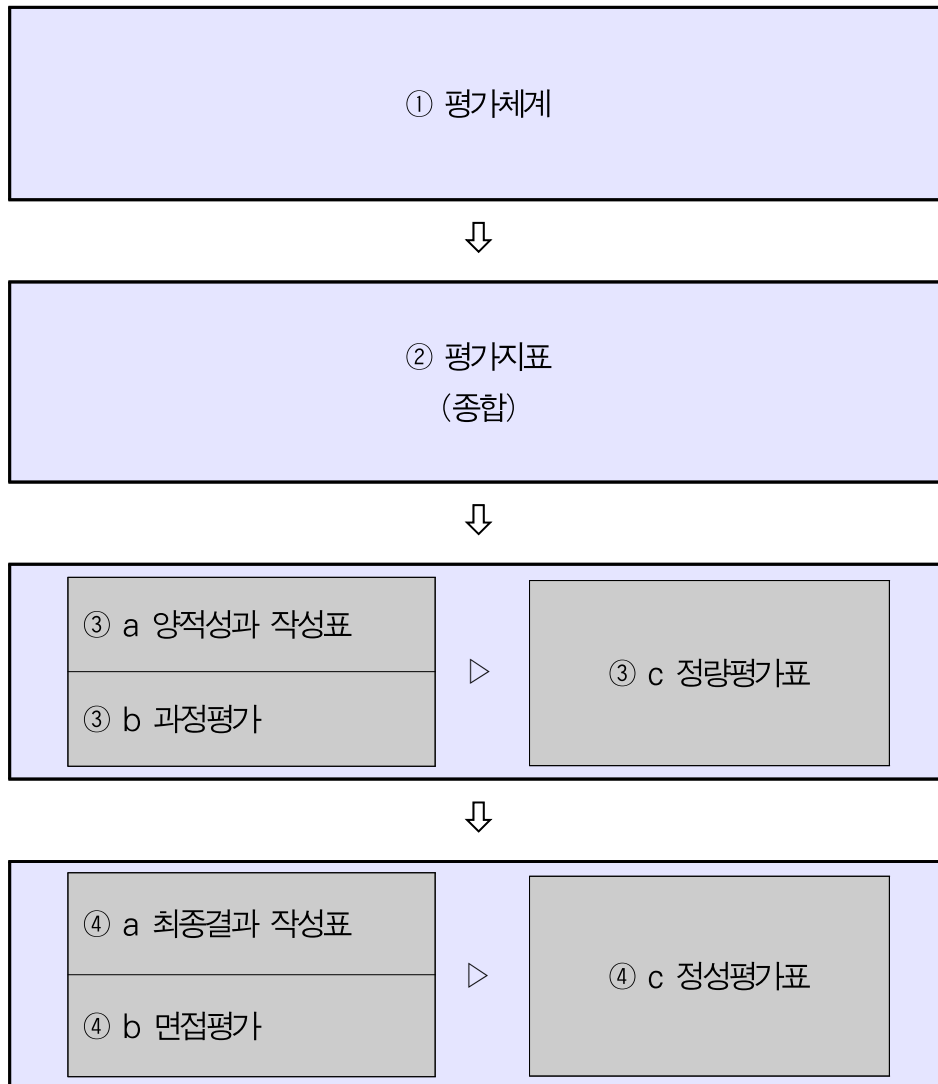 ① 평가체계
⇩
② 평가지표
(종합)
⇩
③ a 양적성과 작성표
③ b 과정평가
▷
③ c 정량평가표
⇩
④ a 최종결과 작성표
④ b 면접평가
▷
④ c 정성평가표